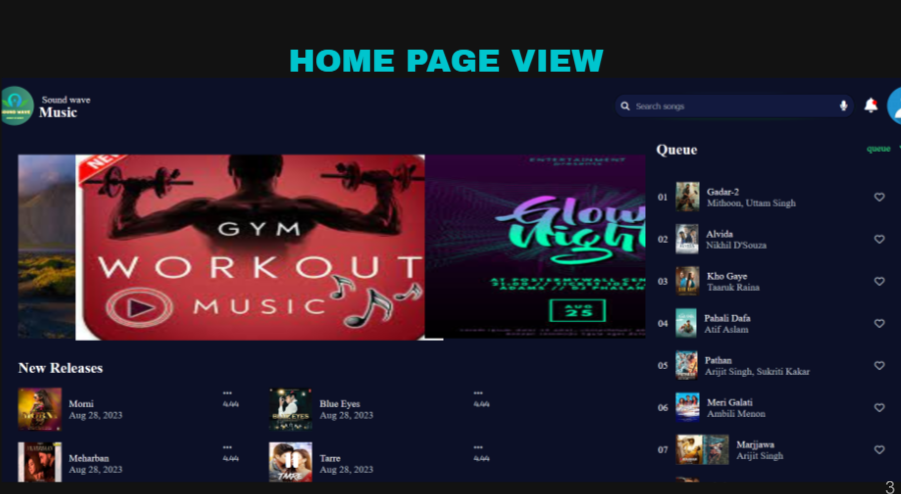 HOME PAGE VIEW
Sound wave
Music
Search songs
NEW
GYM
WORKOUT
MUSIC
ENTERTAINMENT
Glow
Night
AUG
25
Queue
queue
01
Gadar-2
Mithoon, Uttam Singh
02
Alvida
Nikhil D'Souza
03
Kho Gaye
Taaruk Raina
04
Pahali Dafa
Atif Aslam
05
Pathan
Arijit Singh, Sukriti Kakar
06
Meri Galati
Ambili Menon
07
Marjjawa
Arijit Singh
New Releases
Morni
Aug 28, 2023
...
4.44
Blue Eyes
Aug 28, 2023
...
4.44
Meharban
Aug 28, 2023
...
4.44
Tarre
Aug 28, 2023
...
4.44
3